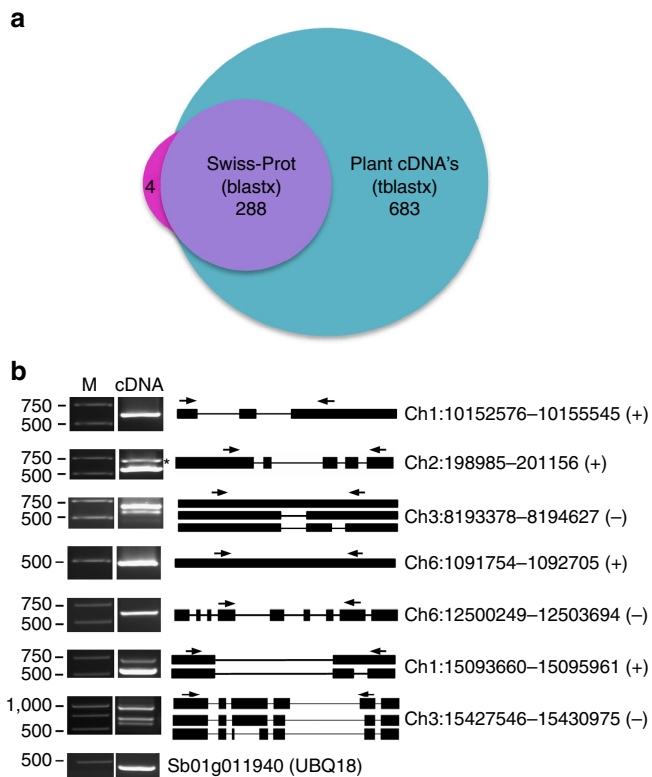 a
4
Swiss-Prot
(blastx)
288
Plant cDNA's
(tblastx)
683
b
M cDNA
750
500
Ch1:10152576–10155545 (+)
750
500
*
Ch2:198985–201156 (+)
750
500
Ch3:8193378–8194627 (–)
500
Ch6:1091754–1092705 (+)
750
500
Ch6:12500249–12503694 (–)
750
500
Ch1:15093660–15095961 (+)
1,000
500
Ch3:15427546–15430975 (–)
500
Sb01g011940 (UBQ18)